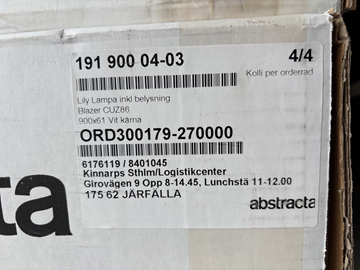 191 900 04-03
4/4
Kolli per orderrad
Lily Lampa inkl belysning
Blazer CUZ86
900x61 Vit kärna
ORD300179-270000
6176119 / 8401045
Kinnarps Sthlm/Logistikcenter
Girovägen 9 Opp 8-14.45, Lunchstä 11-12.00
175 62 JÄRFÄLLA
abstracta
ta